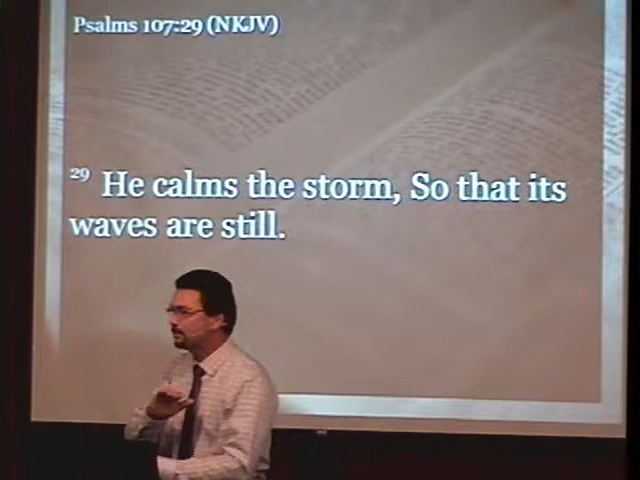 Psalms 107:29 (NKJV)
29 He calms the storm, So that its
waves are still.